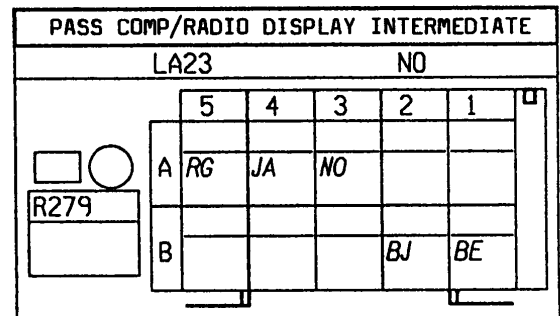 PASS COMP/RADIO DISPLAY INTERMEDIATE
LA23 NO
5 4 3 2 1
A RG JA NO
R279
B BJ BE